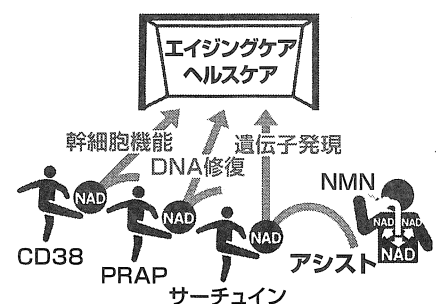 エイジングケア
ヘルスケア
幹細胞機能
DNA修復
遺伝子発現
NMN
NAD
NAD
NAD
NAD
NAD
NAD
CD38
PRAP
サーチュイン
アシスト